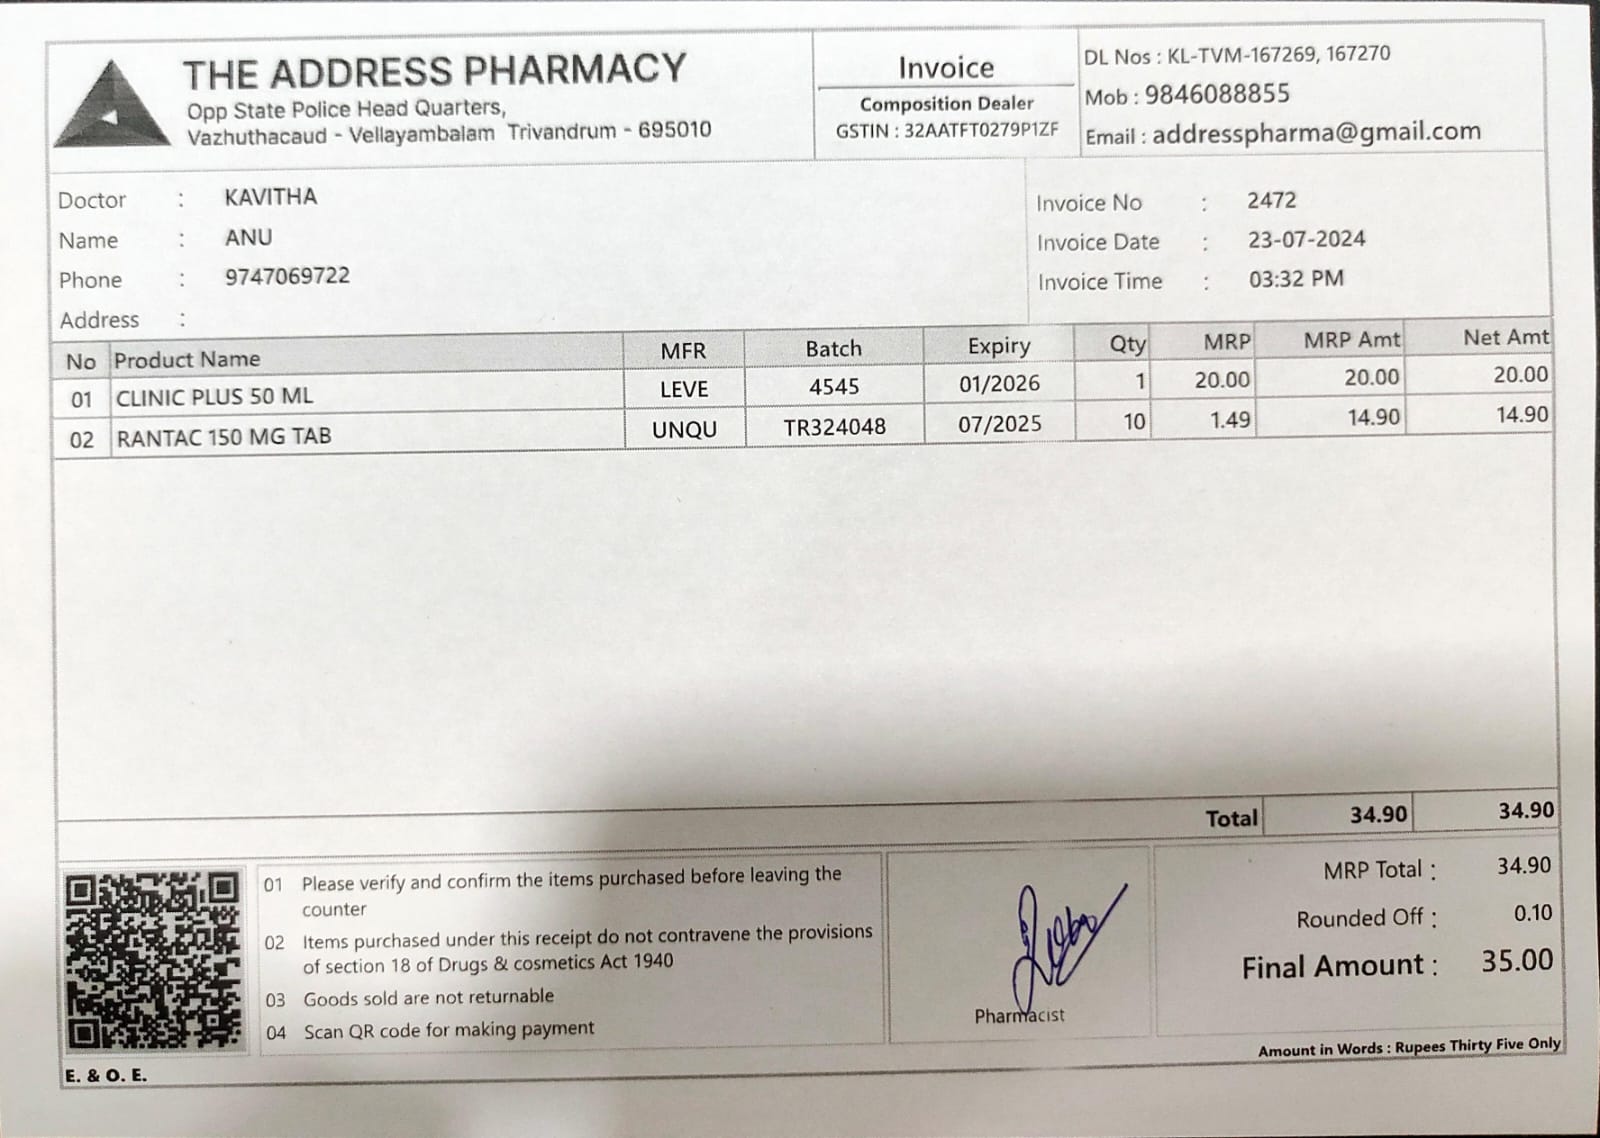 THE ADDRESS PHARMACY
Opp State Police Head Quarters,
Vazhuthacaud - Vellayambalam Trivandrum - 695010
Invoice
Composition Dealer
GSTIN : 32AATFT0279P1ZF
DL Nos : KL-TVM-167269, 167270
Mob : 9846088855
Email : addresspharma@gmail.com
Doctor : KAVITHA
Name : ANU
Phone : 9747069722
Address :
Invoice No : 2472
Invoice Date : 23-07-2024
Invoice Time : 03:32 PM
No Product Name MFR Batch Expiry Qty MRP MRP Amt Net Amt
01 CLINIC PLUS 50 ML LEVE 4545 01/2026 1 20.00 20.00 20.00
02 RANTAC 150 MG TAB UNQU TR324048 07/2025 10 1.49 14.90 14.90
Total 34.90 34.90
01 Please verify and confirm the items purchased before leaving the
counter
02 Items purchased under this receipt do not contravene the provisions
of section 18 of Drugs & cosmetics Act 1940
03 Goods sold are not returnable
04 Scan QR code for making payment
Pharmacist
MRP Total : 34.90
Rounded Off : 0.10
Final Amount : 35.00
Amount in Words : Rupees Thirty Five Only
E. & O. E.